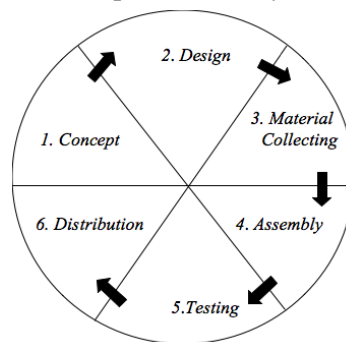 1. Concept
2. Design
3. Material
Collecting
4. Assembly
5.Testing
6. Distribution